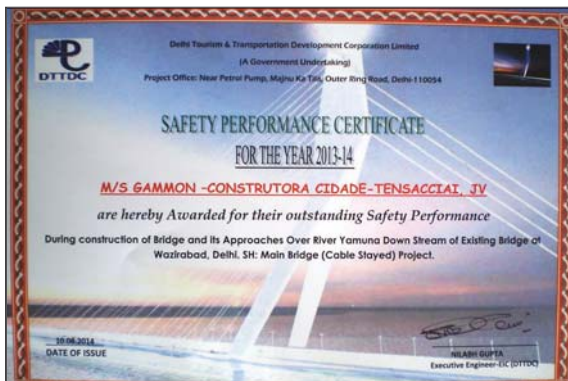 DTTDC
Delhi Tourism & Transportation Development Corporation Limited
(A Government Undertaking)
Project Office: Near Petrol Pump, Majnu Ka Tila, Outer Ring Road, Delhi-110054
SAFETY PERFORMANCE CERTIFICATE
FOR THE YEAR 2013-14
M/S GAMMON -CONSTRUTORA CIDADE-TENSACCIAI, JV
are hereby Awarded for their outstanding Safety Performance
During construction of Bridge and its Approaches Over River Yamuna Down Stream of Existing Bridge at
Wazirabad, Delhi. SH: Main Bridge (Cable Stayed) Project.
10.08.2014
DATE OF ISSUE
NILABH GUPTA
Executive Engineer-EIC (DTTDC)